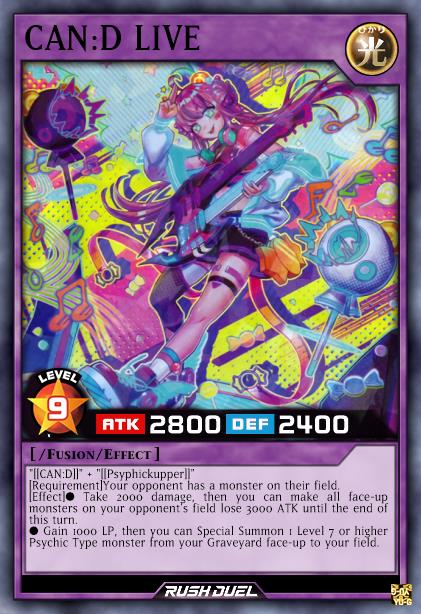 CAN:D LIVE
ひかり
光
LEVEL
9
ATK 2800 DEF 2400
[ /Fusion/Effect ]
"[[CAN:D]]" + "[[Psyphickupper]]"
[Requirement]Your opponent has a monster on their field.
[Effect]● Take 2000 damage, then you can make all face-up
monsters on your opponent's field lose 3000 ATK until the end of
this turn.
● Gain 1000 LP, then you can Special Summon 1 Level 7 or higher
Psychic Type monster from your Graveyard face-up to your field.
RUSH DUEL